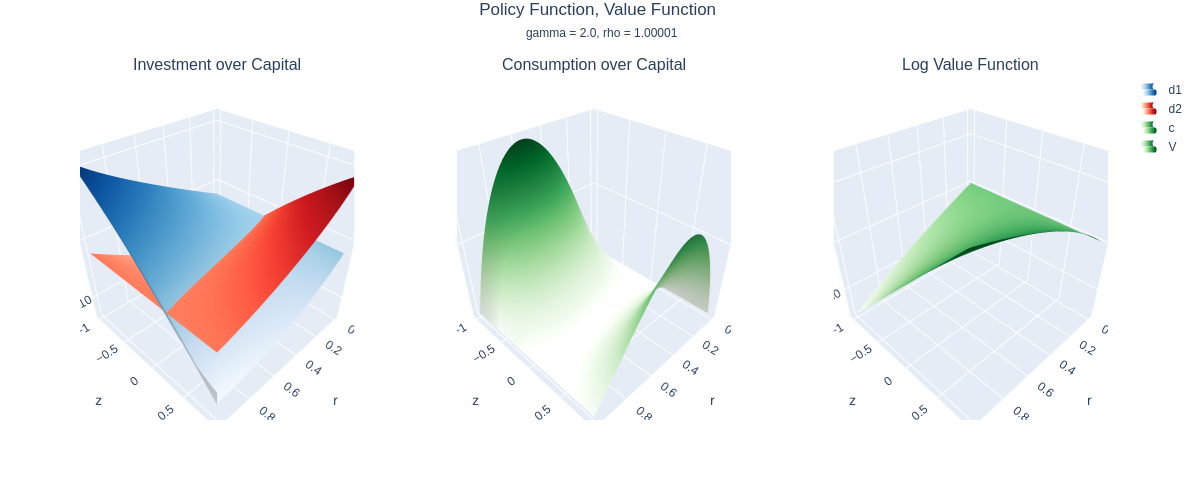 Policy Function, Value Function
gamma = 2.0, rho = 1.00001
Investment over Capital
Consumption over Capital
Log Value Function
d1
d2
c
V
10
-1
−0.5
0
0.5
z
0
0.2
0.4
0.6
0.8
r
-1
−0.5
0
0.5
z
0
0.2
0.4
0.6
0.8
r
0
-1
−0.5
0
0.5
z
0
0.2
0.4
0.6
0.8
r